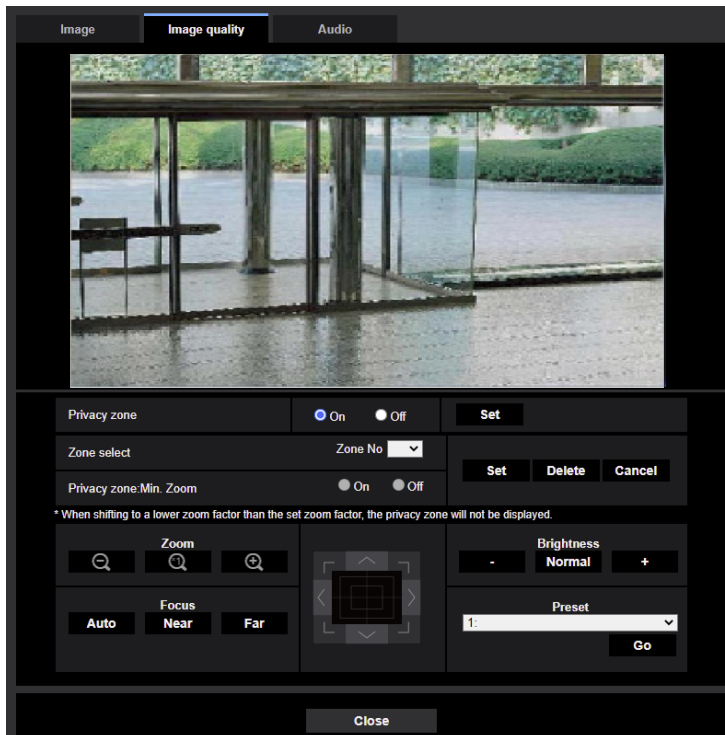 Image Image quality Audio
Privacy zone On Off Set
Zone select Zone No
Set Delete Cancel
Privacy zone:Min. Zoom On Off
* When shifting to a lower zoom factor than the set zoom factor, the privacy zone will not be displayed.
Zoom
×1
Focus
Auto Near Far
Brightness
- Normal +
Preset
1:
Go
Close